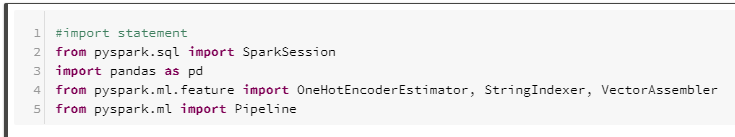 1 #import statement
2 from pyspark.sql import SparkSession
3 import pandas as pd
4 from pyspark.ml.feature import OneHotEncoderEstimator, StringIndexer, VectorAssembler
5 from pyspark.ml import Pipeline